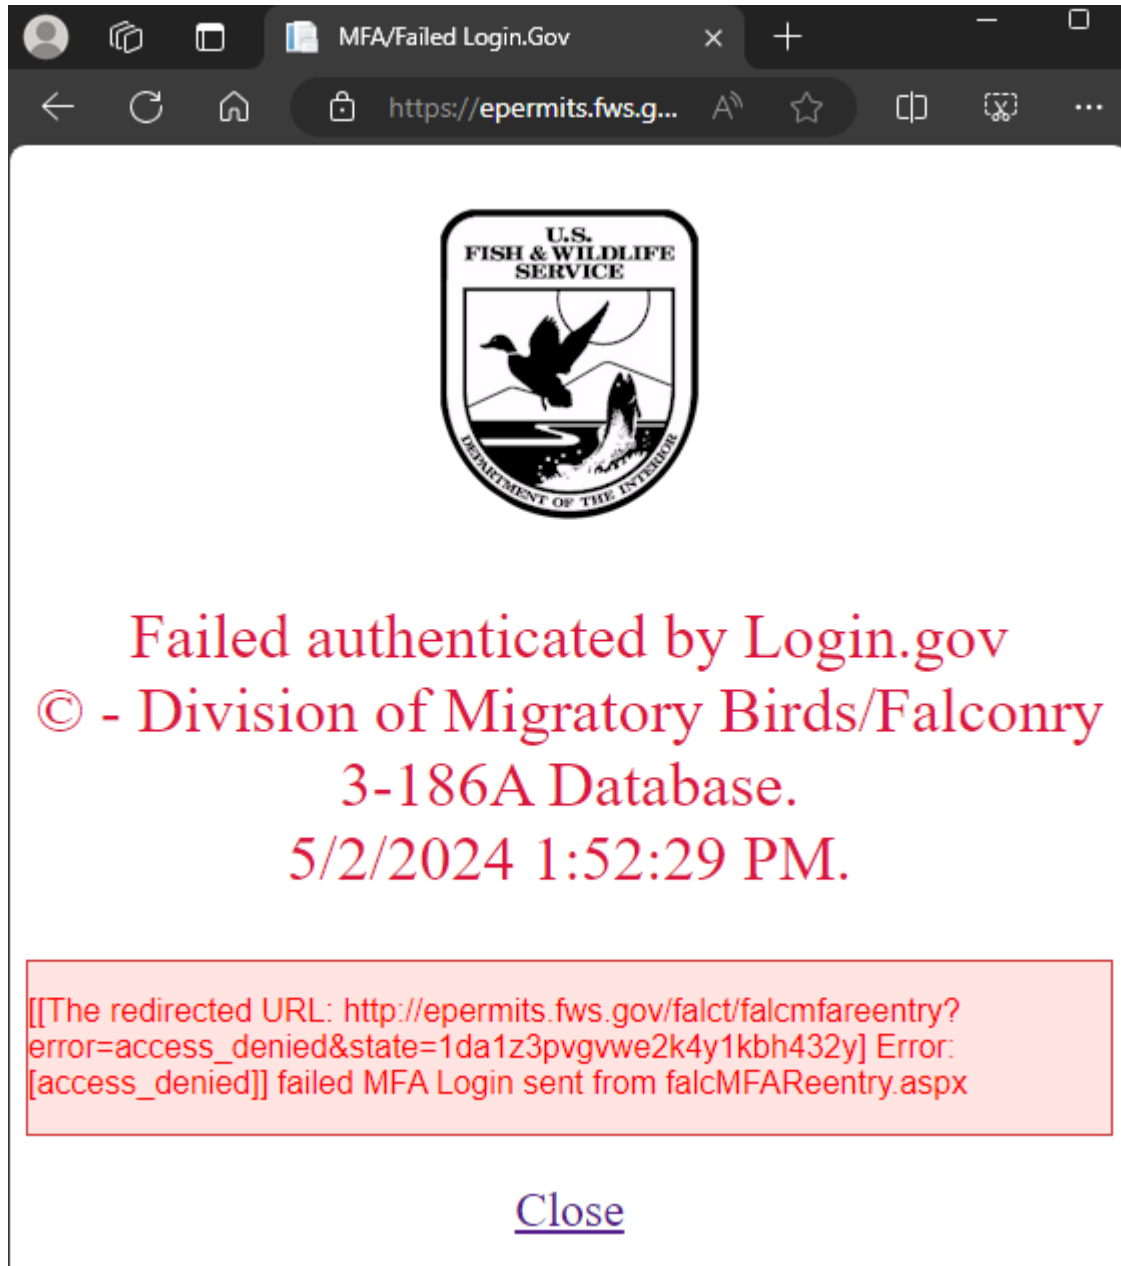 MFA/Failed Login.Gov
https://epermits.fws.g...
U.S.
FISH & WILDLIFE
SERVICE
DEPARTMENT OF THE INTERIOR
Failed authenticated by Login.gov
© - Division of Migratory Birds/Falconry
3-186A Database.
5/2/2024 1:52:29 PM.
[[The redirected URL: http://epermits.fws.gov/falct/falcmfareentry?
error=access_denied&state=1da1z3pvgvwe2k4y1kbh432y] Error:
[access_denied]] failed MFA Login sent from falcMFAReentry.aspx
Close